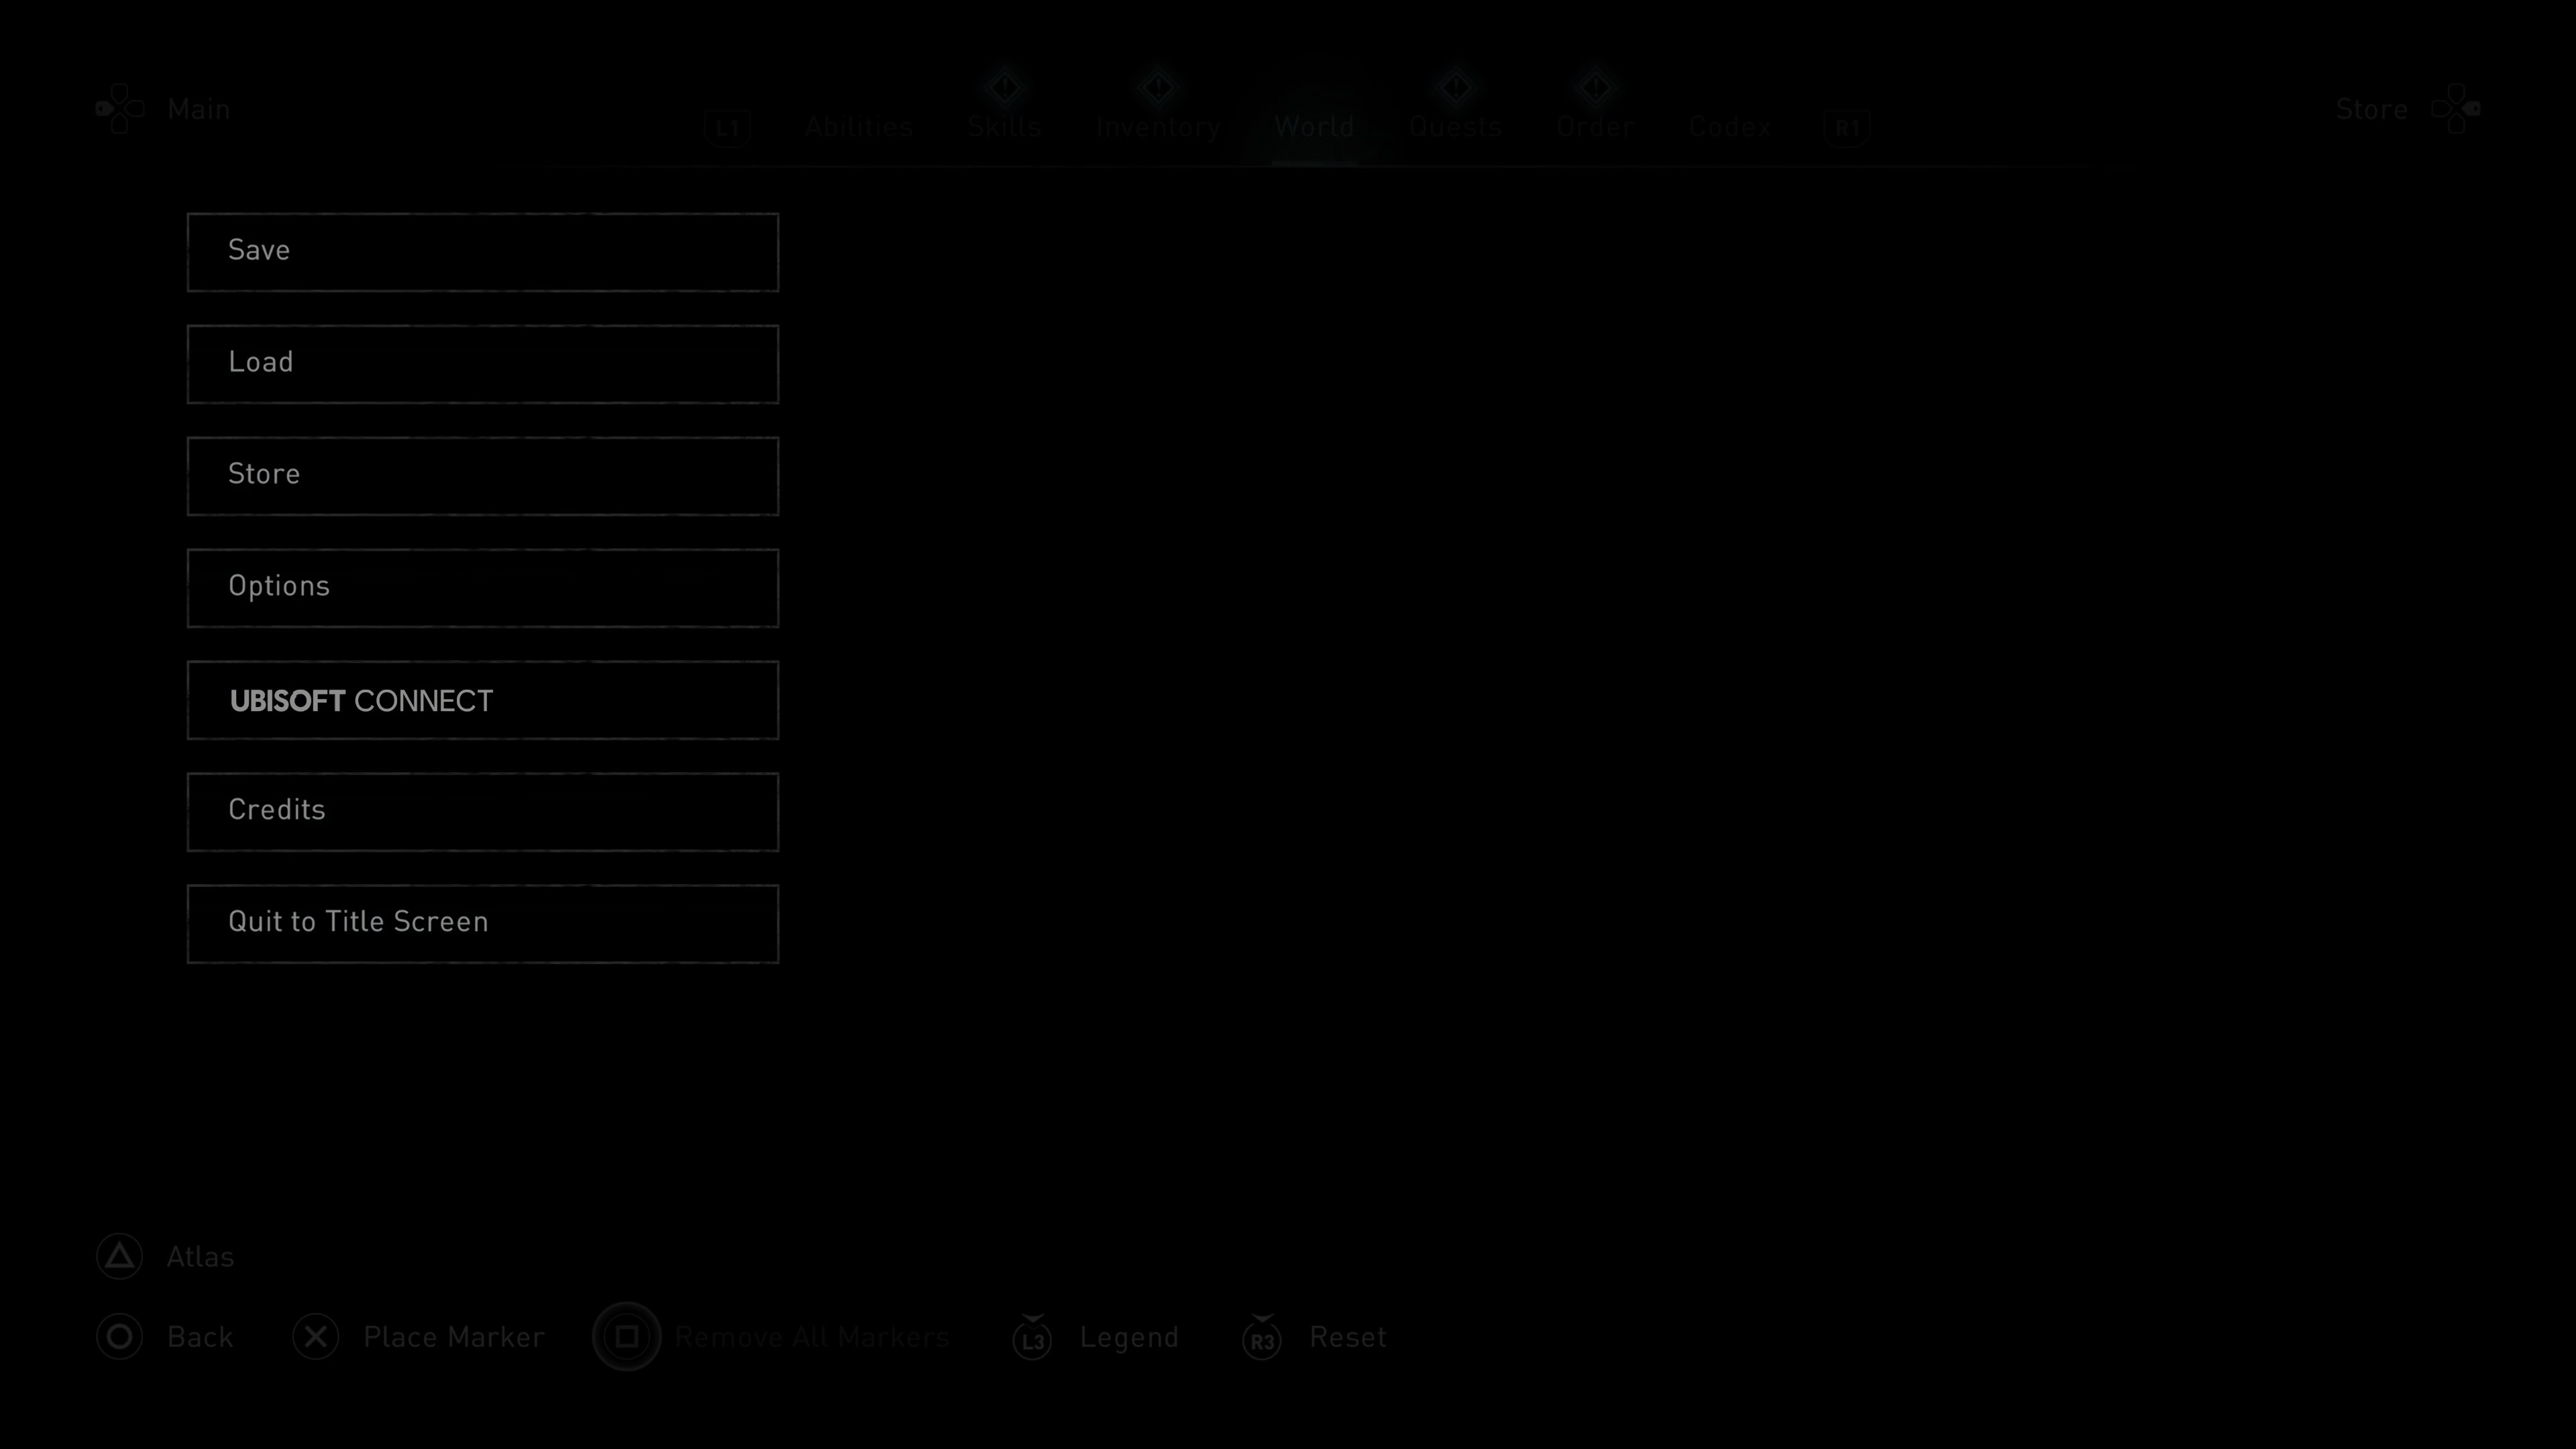 Main
L1 Abilities Skills Inventory World Quests Order Codex R1
Store
Save
Load
Store
Options
UBISOFT CONNECT
Credits
Quit to Title Screen
Atlas
Back Place Marker Remove All Markers L3 Legend R3 Reset